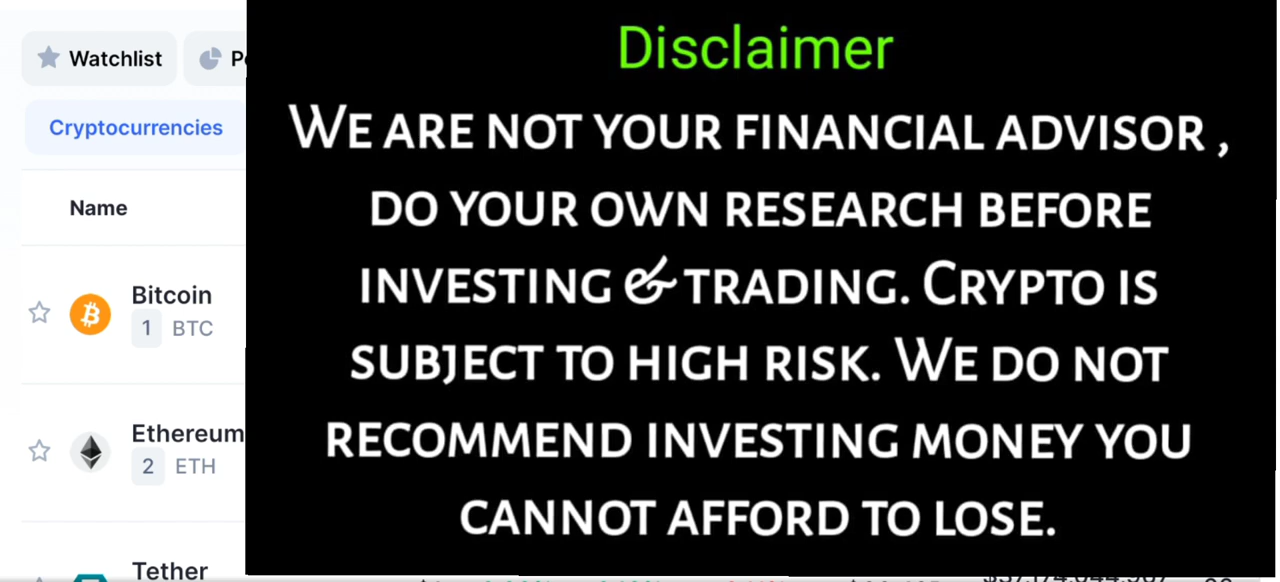 Watchlist
Cryptocurrencies
Name
Bitcoin
1 BTC
Ethereum
2 ETH
Tether
Disclaimer
WE ARE NOT YOUR FINANCIAL ADVISOR ,
DO YOUR OWN RESEARCH BEFORE
INVESTING & TRADING. CRYPTO IS
SUBJECT TO HIGH RISK. WE DO NOT
RECOMMEND INVESTING MONEY YOU
CANNOT AFFORD TO LOSE.